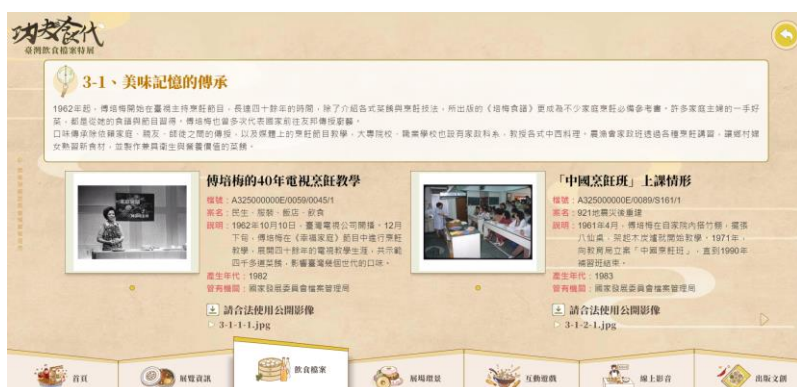 功夫食代
臺灣飲食檔案特展
3-1、美味記憶的傳承
1962年起，傅培梅開始在臺視主持烹飪節目，長達四十餘年的時間，除了介紹各式菜餚與烹飪技法，所出版的《培梅食譜》更成為不少家庭烹飪必備參考書。許多家庭主婦的一手好
菜，都是從她的食譜與節目習得。傅培梅也曾多次代表國家前往友邦傳授廚藝。
口味傳承除依賴家庭、親友、師徒之間的傳授，以及媒體上的烹飪節目教學，大專院校、職業學校也設有家政科系，教授各式中西料理。農漁會家政班透過各種烹飪講習，讓鄉村婦
女熟習新食材，並製作兼具衛生與營養價值的菜餚。
傅培梅的40年電視烹飪教學
檔號：A325000000E/0059/0045/1
案名：民生、服裝、飯店、飲食
說明：1962年10月10日，臺灣電視公司開播。12月
下旬，傅培梅在《幸福家庭》節目中進行烹飪
教學，展開四十餘年的電視教學生涯，共示範
四千多道菜餚，影響臺灣幾個世代的口味。
產生年代：1982
管有機關：國家發展委員會檔案管理局
請合法使用公開影像
3-1-1-1.jpg
「中國烹飪班」上課情形
檔號：A325000000E/0089/S161/1
案名：921地震災後重建
說明：1961年4月，傅培梅在自家院內搭竹棚，擺張
八仙桌，架起木炭爐就開始教學。1971年，
向教育局立案「中國烹飪班」，直到1990年
補習班結束。
產生年代：1983
管有機關：國家發展委員會檔案管理局
請合法使用公開影像
3-1-2-1.jpg
首頁
展覽資訊
飲食檔案
展場環景
互動遊戲
線上影音
出版文創